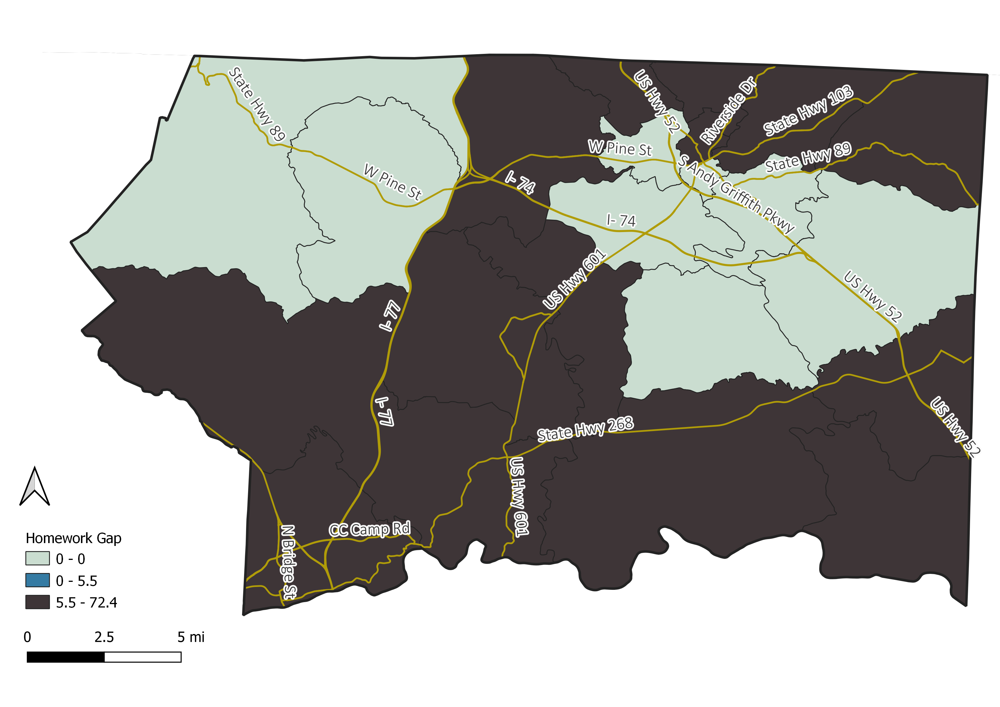 State Hwy 89
US Hwy 52
Riverside Dr
State Hwy 103
W Pine St
State Hwy 89
W Pine St
I- 74
S Andy Griffith Pkwy
I- 74
US Hwy 601
US Hwy 52
I- 77
I- 77
State Hwy 268
US Hwy 52
US Hwy 601
CC Camp Rd
N Bridge St
Homework Gap
0 - 0
0 - 5.5
5.5 - 72.4
0 2.5 5 mi